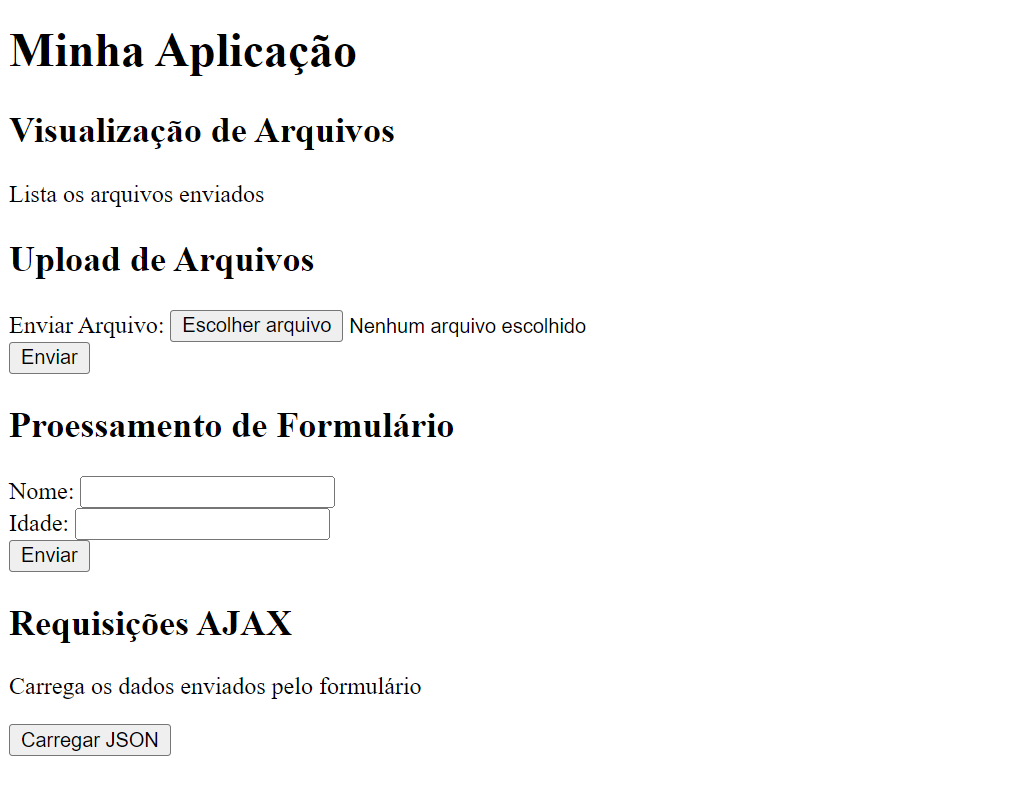 Minha Aplicação
Visualização de Arquivos
Lista os arquivos enviados
Upload de Arquivos
Enviar Arquivo: Escolher arquivo Nenhum arquivo escolhido
Enviar
Proessamento de Formulário
Nome:
Idade:
Enviar
Requisições AJAX
Carrega os dados enviados pelo formulário
Carregar JSON